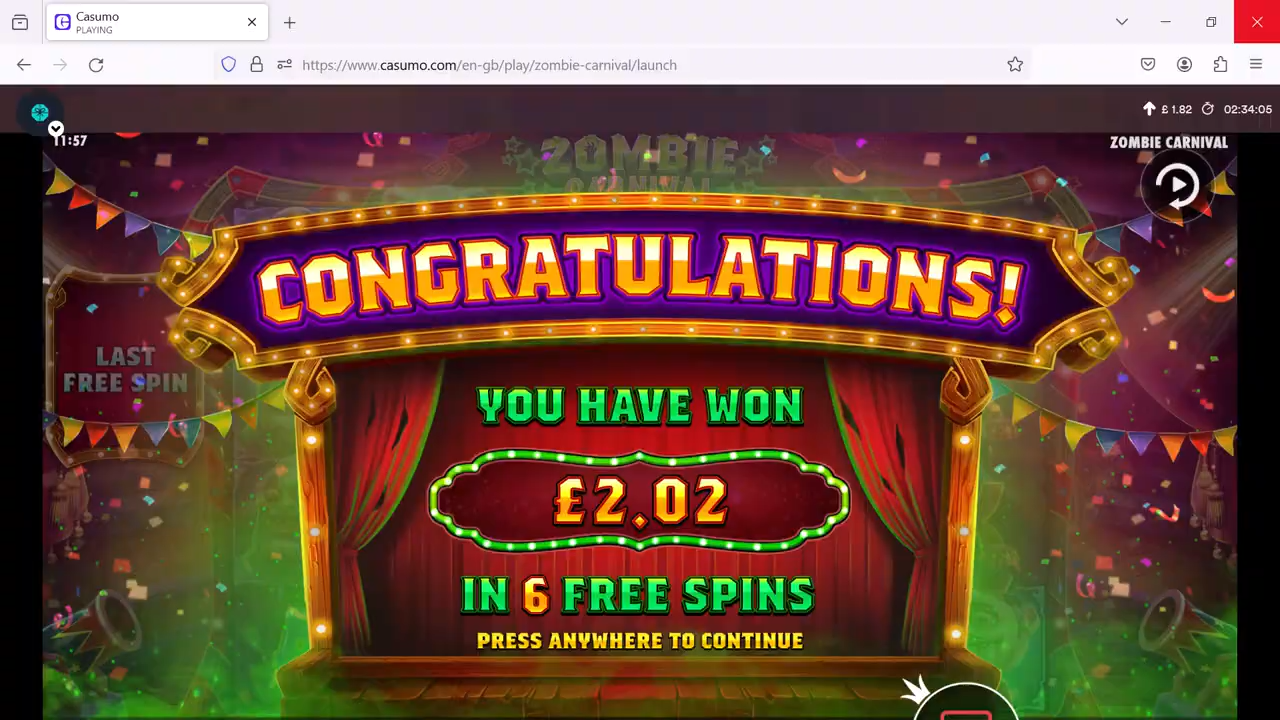 Casumo
PLAYING
https://www.casumo.com/en-gb/play/zombie-carnival/launch
£ 1.82
02:34:05
11:57
ZOMBIE CARNIVAL
ZOMBIE
CARNIVAL
CONGRATULATIONS!
LAST
FREE SPIN
YOU HAVE WON
£2.02
IN 6 FREE SPINS
PRESS ANYWHERE TO CONTINUE